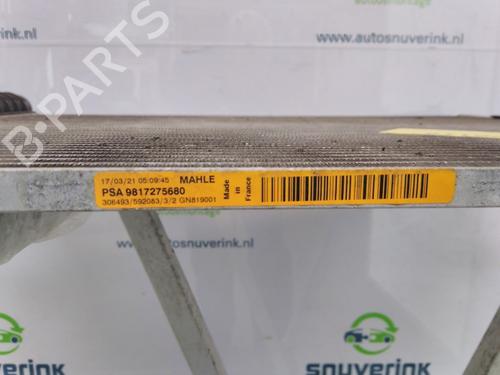 www.autosnuverink.nl
B-PARTS
17/03/21 05:09:45 MAHLE
PSA 9817275680
306493/592083/3/2 GN819001
Made
in
France
AUTOSNUVERINK.NL
snuverink
snuverink